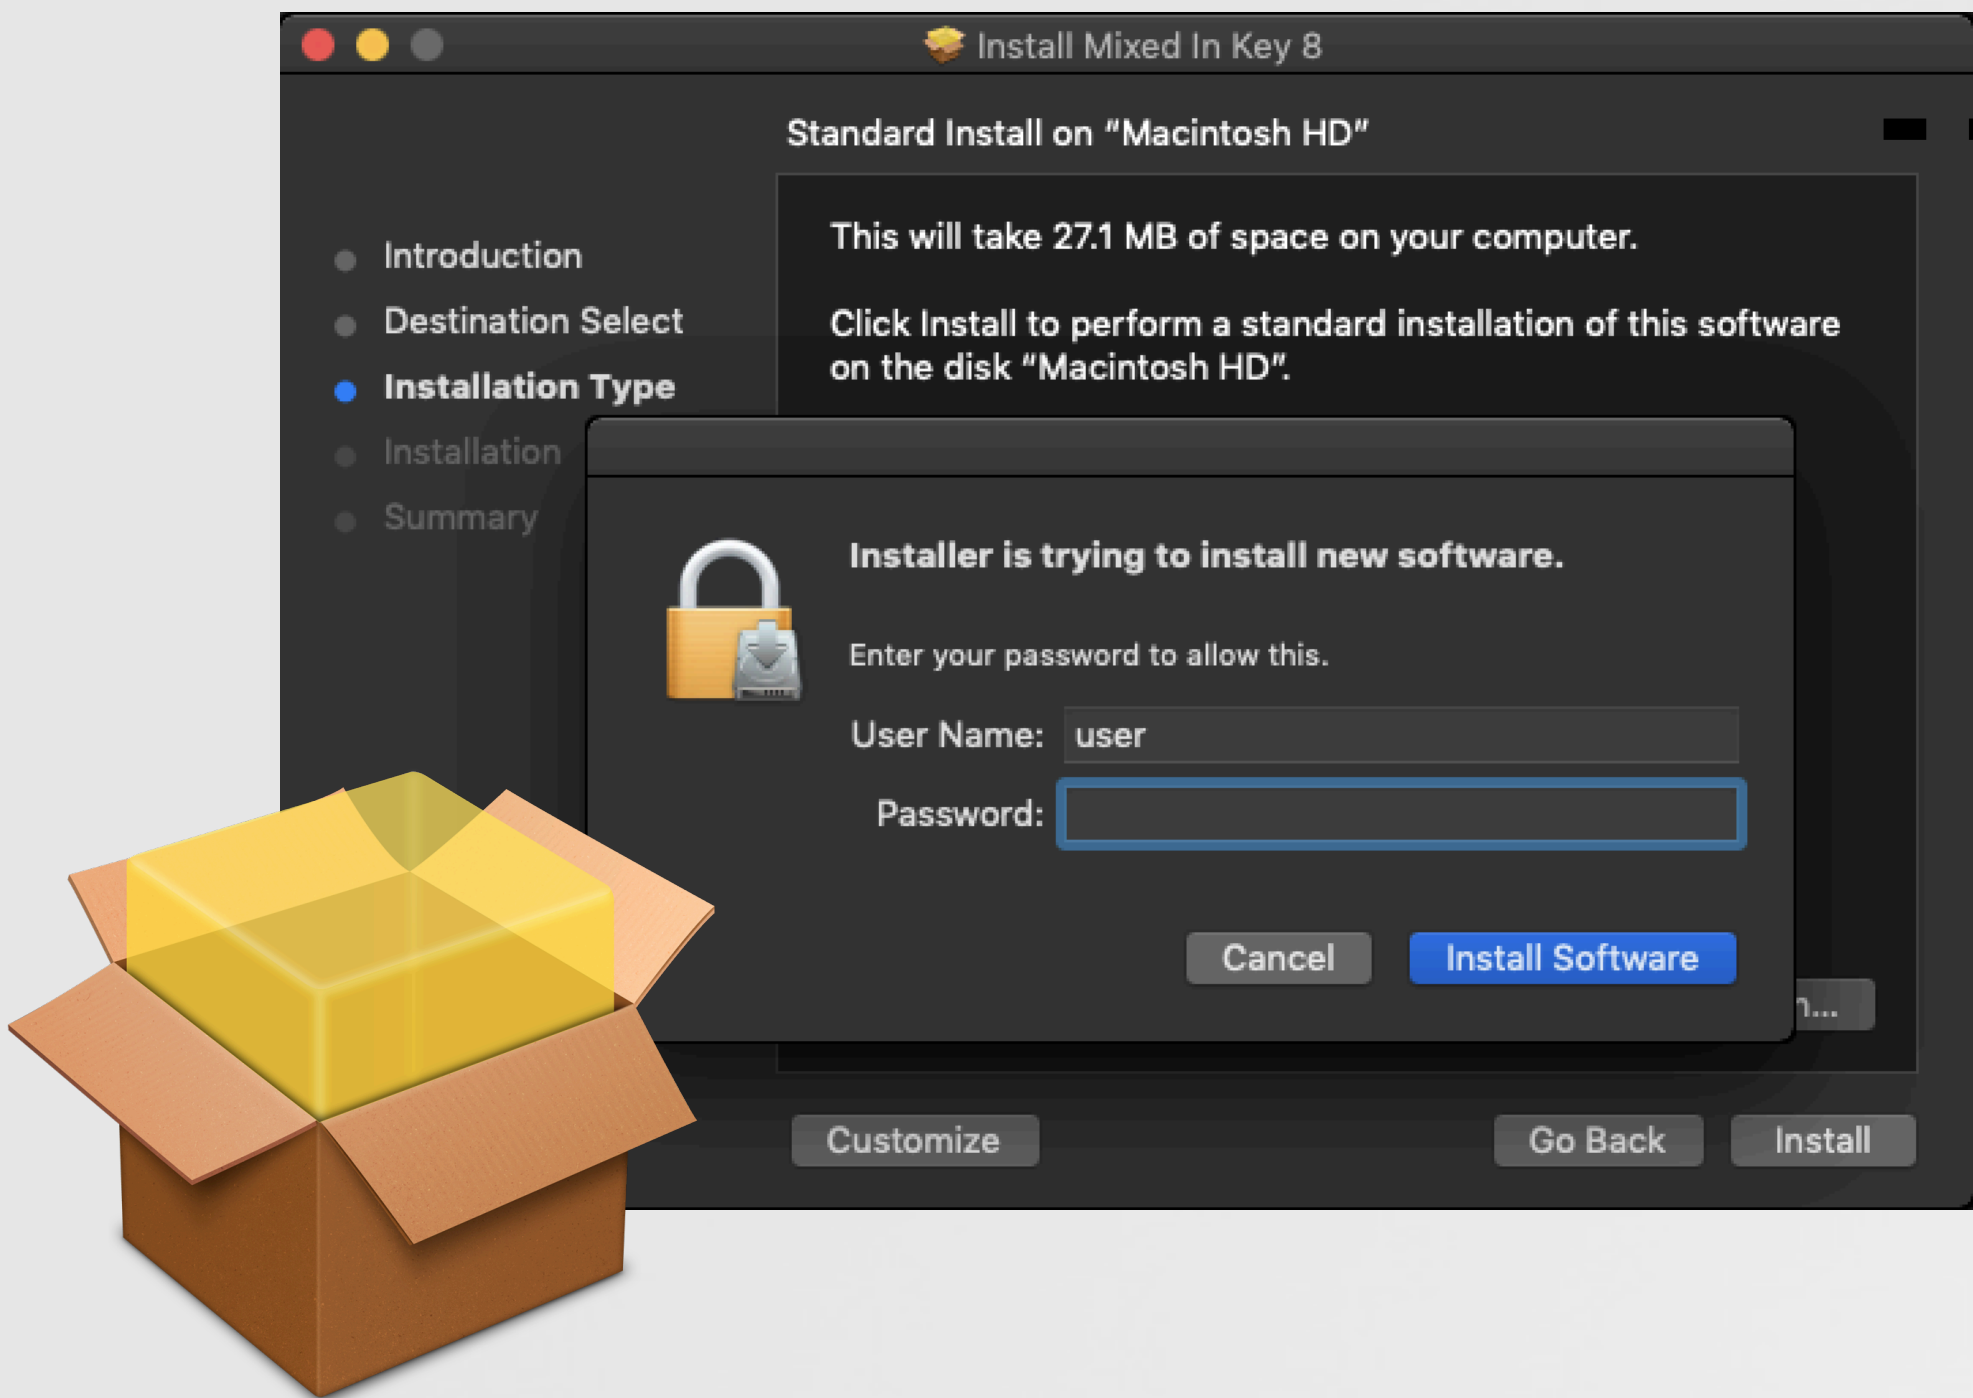 Install Mixed In Key 8
Standard Install on “Macintosh HD”
Introduction
Destination Select
Installation Type
Installation
Summary
This will take 27.1 MB of space on your computer.
Click Install to perform a standard installation of this software
on the disk “Macintosh HD”.
Installer is trying to install new software.
Enter your password to allow this.
User Name: user
Password:
Cancel Install Software
Customize Go Back Install